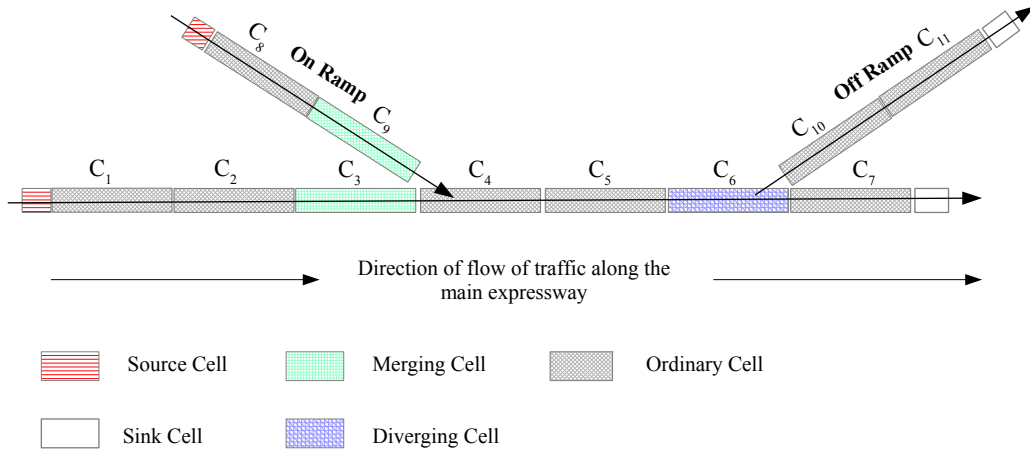 C8
On Ramp
C9
C11
Off Ramp
C10
C1
C2
C3
C4
C5
C6
C7
Direction of flow of traffic along the
main expressway
Source Cell
Merging Cell
Ordinary Cell
Sink Cell
Diverging Cell